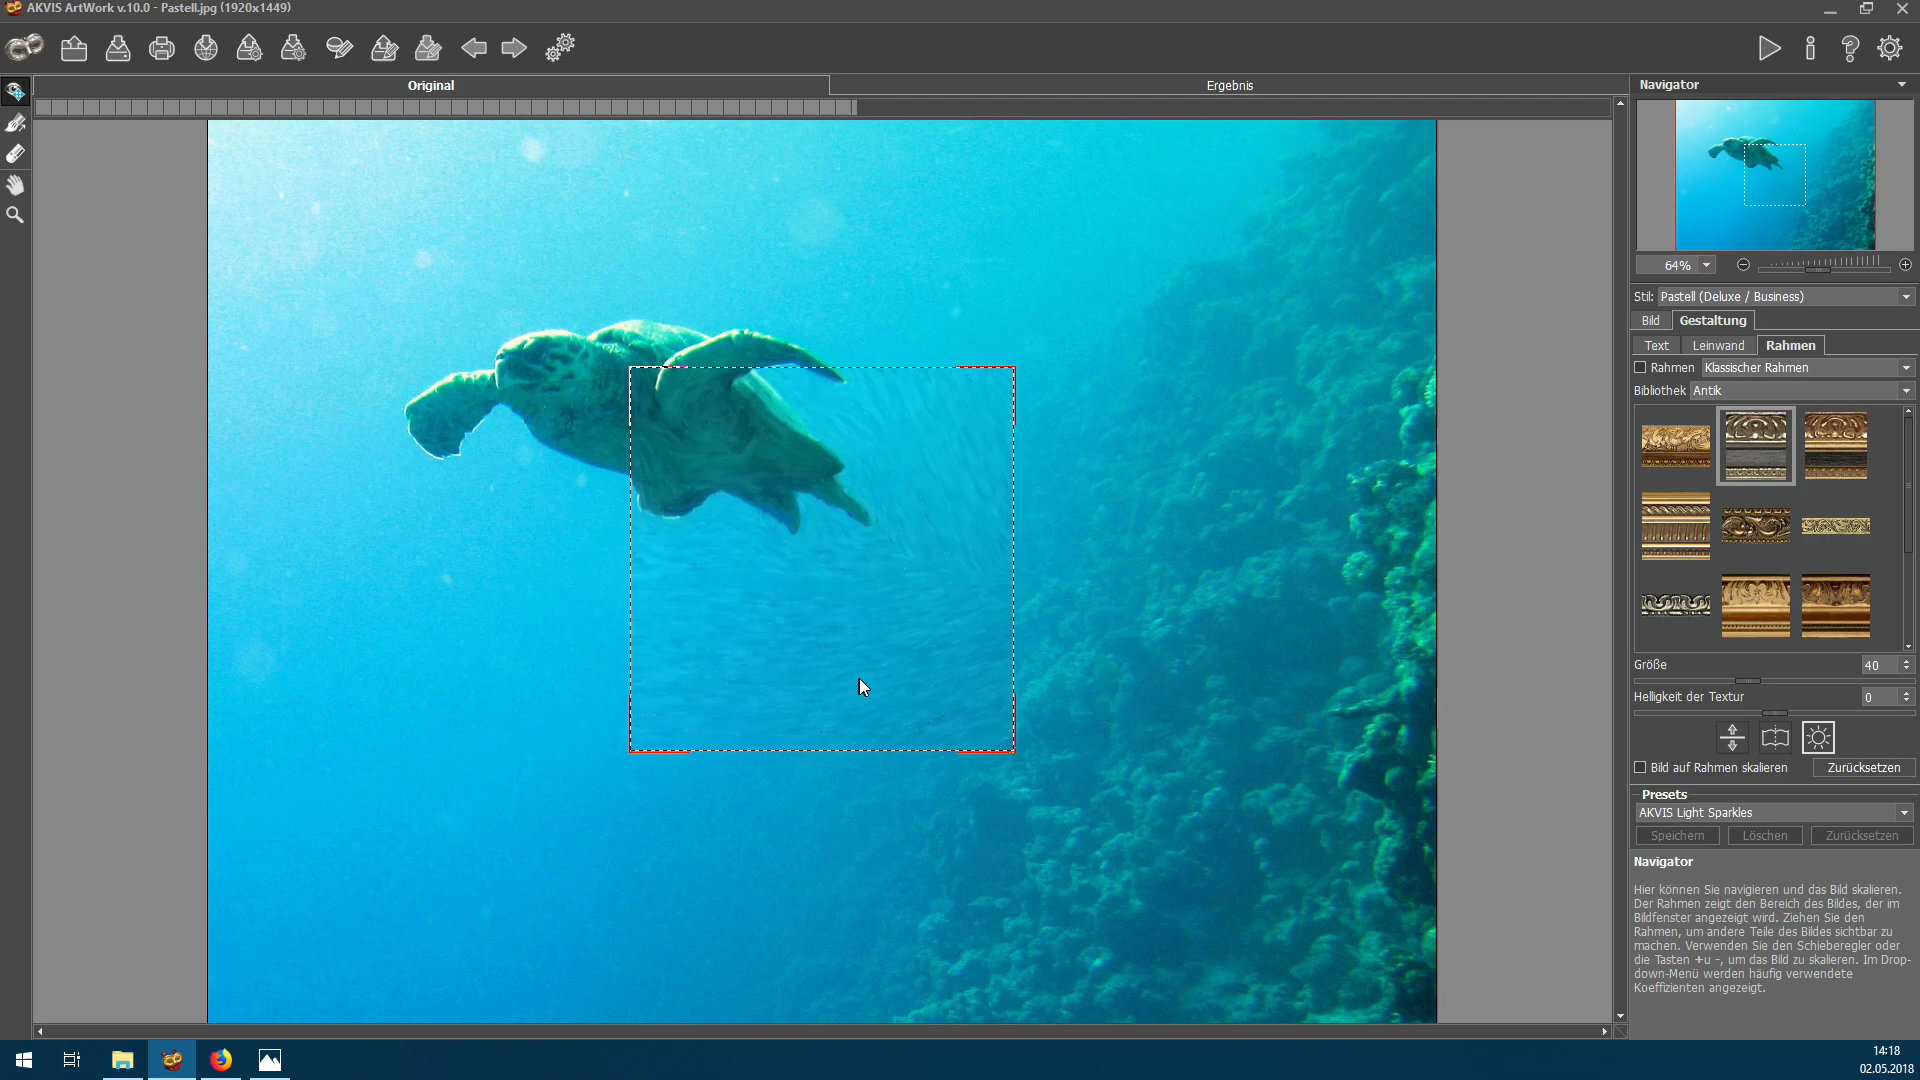 AKVIS ArtWork v.10.0 - Pastell.jpg (1920x1449)
Original
Ergebnis
Navigator
64%
Stil: Pastell (Deluxe / Business)
Bild Gestaltung
Text Leinwand Rahmen
Rahmen Klassischer Rahmen
Bibliothek Antik
Größe 40
Helligkeit der Textur 0
Bild auf Rahmen skalieren Zurücksetzen
Presets
AKVIS Light Sparkles
Speichern Löschen Zurücksetzen
Navigator
Hier können Sie navigieren und das Bild skalieren.
Der Rahmen zeigt den Bereich des Bildes, der im
Bildfenster angezeigt wird. Ziehen Sie den
Rahmen, um andere Teile des Bildes sichtbar zu
machen. Verwenden Sie den Schieberegler oder
die Tasten +u -, um das Bild zu skalieren. Im Drop-
down-Menü werden häufig verwendete
Koeffizienten angezeigt.
14:18
02.05.2018